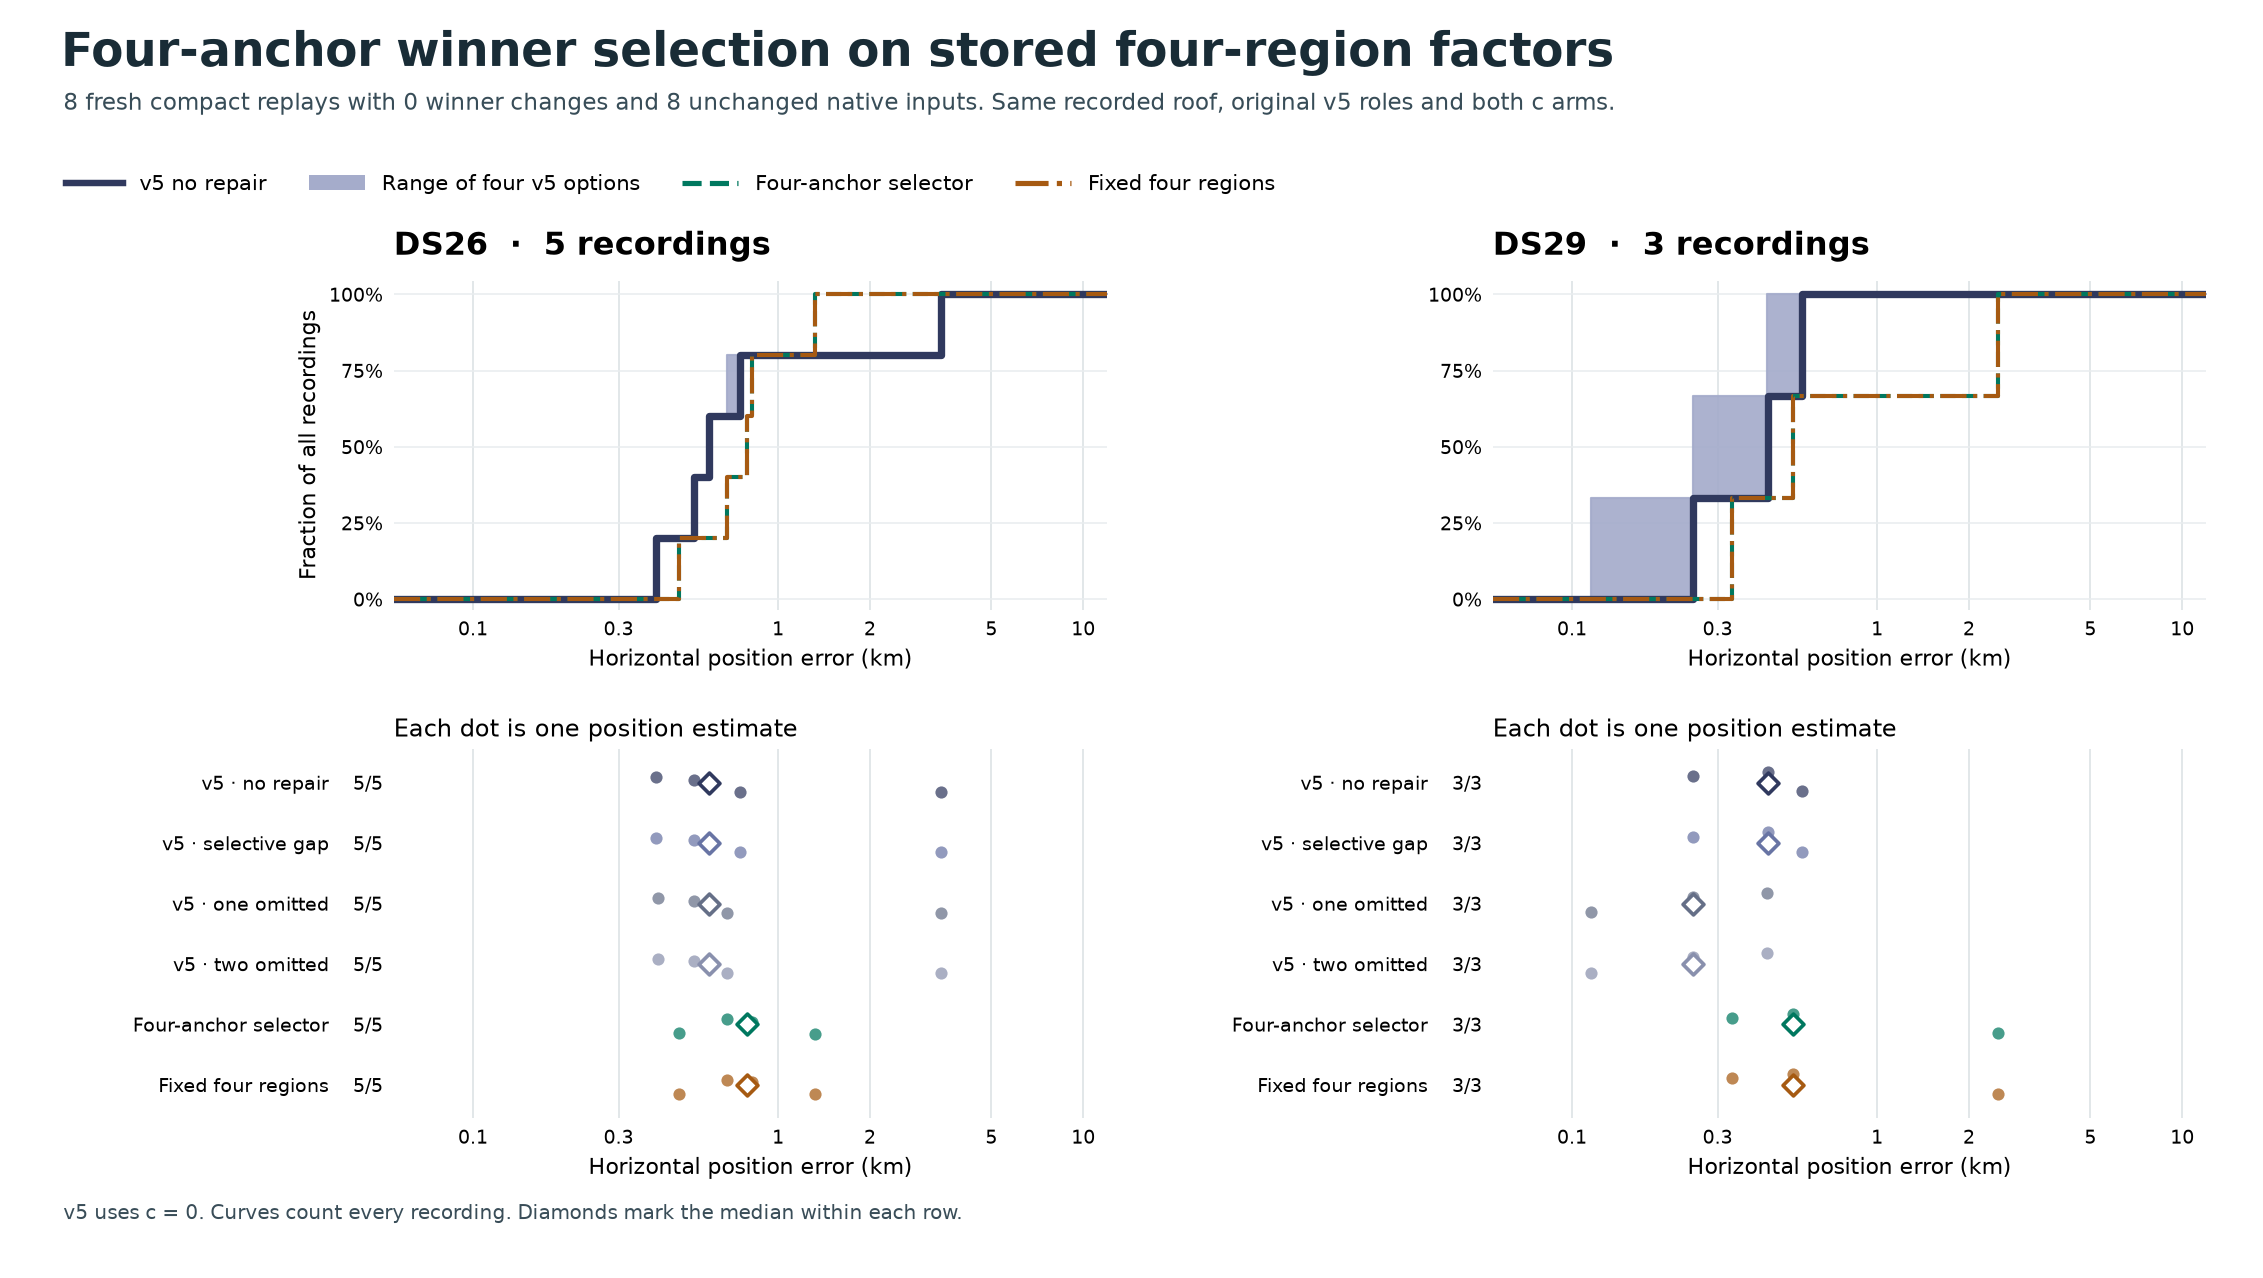 Four-anchor winner selection on stored four-region factors
8 fresh compact replays with 0 winner changes and 8 unchanged native inputs. Same recorded roof, original v5 roles and both c arms.
v5 no repair
Range of four v5 options
Four-anchor selector
Fixed four regions
DS26 · 5 recordings
100%
75%
50%
25%
0%
Fraction of all recordings
0.1 0.3 1 2 5 10
Horizontal position error (km)
DS29 · 3 recordings
100%
75%
50%
25%
0%
0.1 0.3 1 2 5 10
Horizontal position error (km)
Each dot is one position estimate
v5 · no repair 5/5
v5 · selective gap 5/5
v5 · one omitted 5/5
v5 · two omitted 5/5
Four-anchor selector 5/5
Fixed four regions 5/5
0.1 0.3 1 2 5 10
Horizontal position error (km)
Each dot is one position estimate
v5 · no repair 3/3
v5 · selective gap 3/3
v5 · one omitted 3/3
v5 · two omitted 3/3
Four-anchor selector 3/3
Fixed four regions 3/3
0.1 0.3 1 2 5 10
Horizontal position error (km)
v5 uses c = 0. Curves count every recording. Diamonds mark the median within each row.